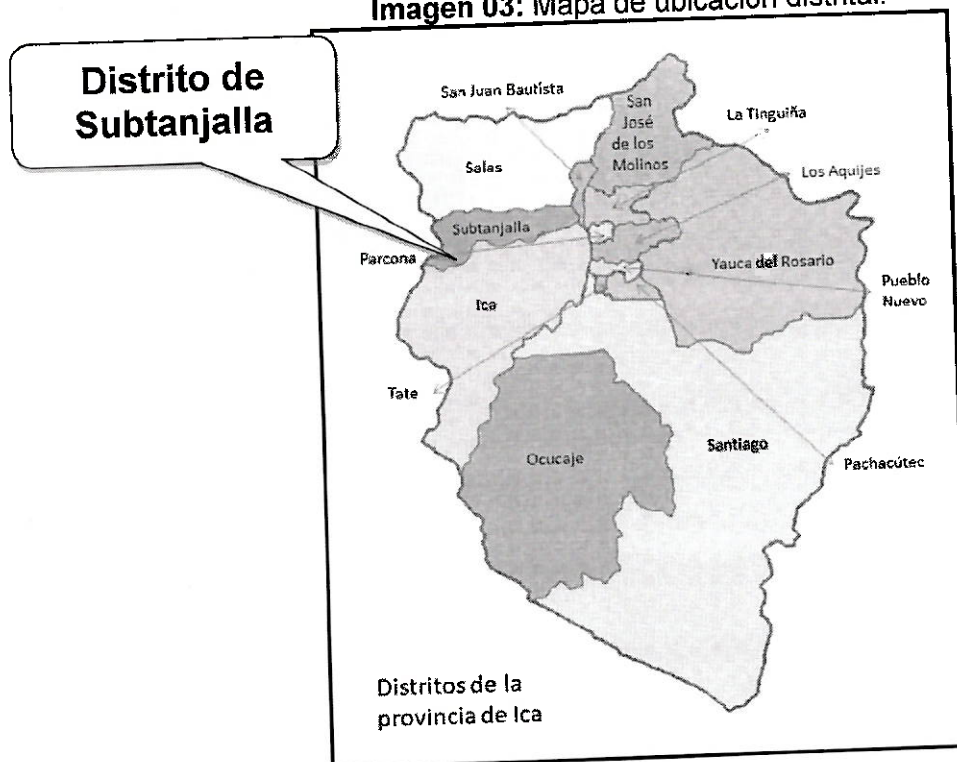 Imagen 03: Mapa de ubicación distrital.
Distrito de
Subtanjalla
San Juan Bautista
San
José
de los
Molinos
La Tinguiña
Salas
Los Aquijes
Subtanjalla
Parcona
Yauca del Rosario
Pueblo
Nuevo
Ica
Tate
Ocucaje
Santiago
Pachacútec
Distritos de la
provincia de Ica